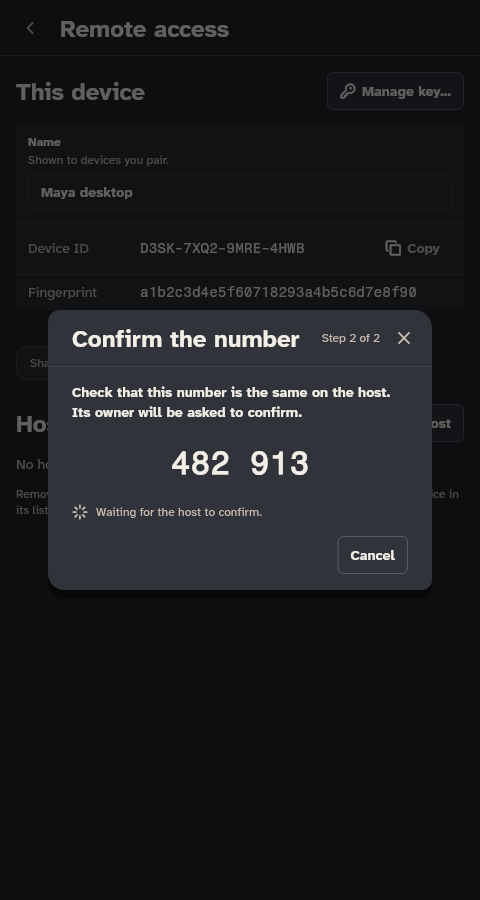 Remote access
This device
Manage key…
Name
Shown to devices you pair.
Maya desktop
Device ID
D3SK-7XQ2-9MRE-4HWB
Copy
Fingerprint
a1b2c3d4e5f60718293a4b5c6d7e8f90
Confirm the number
Step 2 of 2
Check that this number is the same on the host.
Its owner will be asked to confirm.
482 913
Waiting for the host to confirm.
Cancel
its list